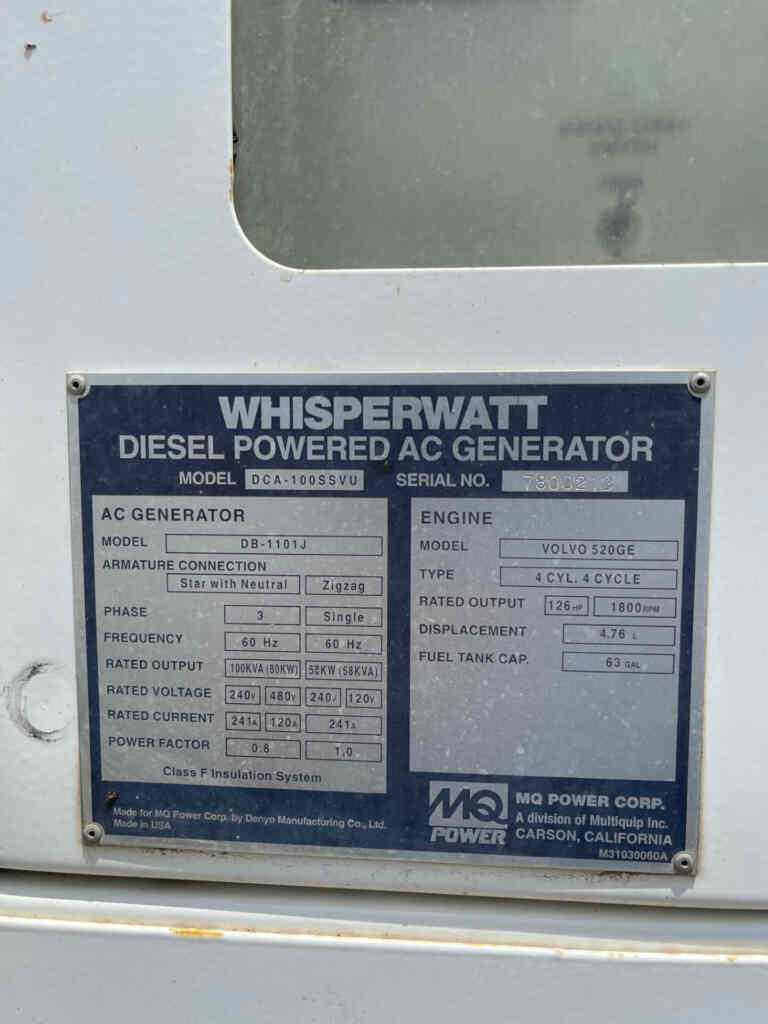 WHISPERWATT
DIESEL POWERED AC GENERATOR
MODEL DCA-100SSVU SERIAL NO.
AC GENERATOR
MODEL DB-1101J
ARMATURE CONNECTION
Star with Neutral Zigzag
PHASE 3 Single
FREQUENCY 60 Hz 60 Hz
RATED OUTPUT 100KVA (80KW) 58KW (58KVA)
RATED VOLTAGE 240V 480V 240V 120V
RATED CURRENT 241A 120A 241A
POWER FACTOR 0.8 1.0
Class F Insulation System
ENGINE
MODEL VOLVO 520GE
TYPE 4 CYL. 4 CYCLE
RATED OUTPUT 126 HP 1800 RPM
DISPLACEMENT 4.76 L
FUEL TANK CAP. 63 GAL
Made for MQ Power Corp. by Denyo Manufacturing Co., Ltd.
Made in USA
MQ
POWER
MQ POWER CORP.
A division of Multiquip Inc.
CARSON, CALIFORNIA
M31030060A